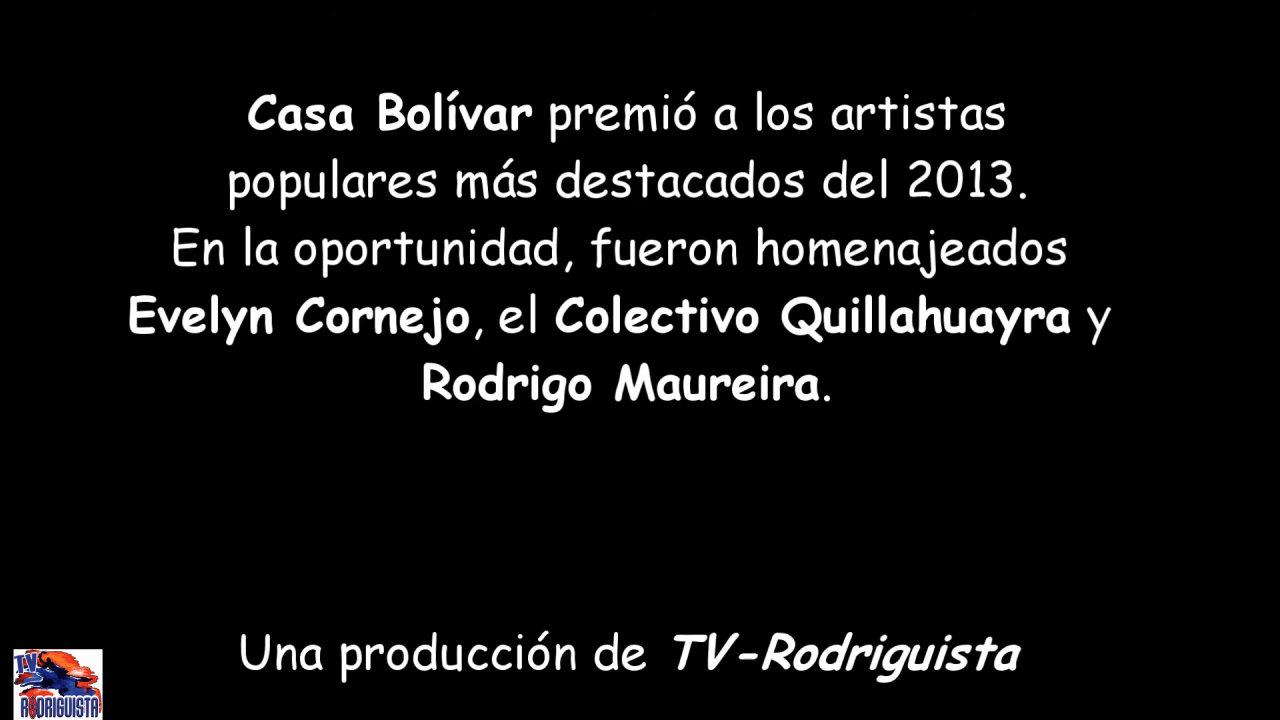 Casa Bolívar premió a los artistas
populares más destacados del 2013.
En la oportunidad, fueron homenajeados
Evelyn Cornejo, el Colectivo Quillahuayra y
Rodrigo Maureira.
Una producción de TV-Rodriguista
TV
RODRIGUISTA